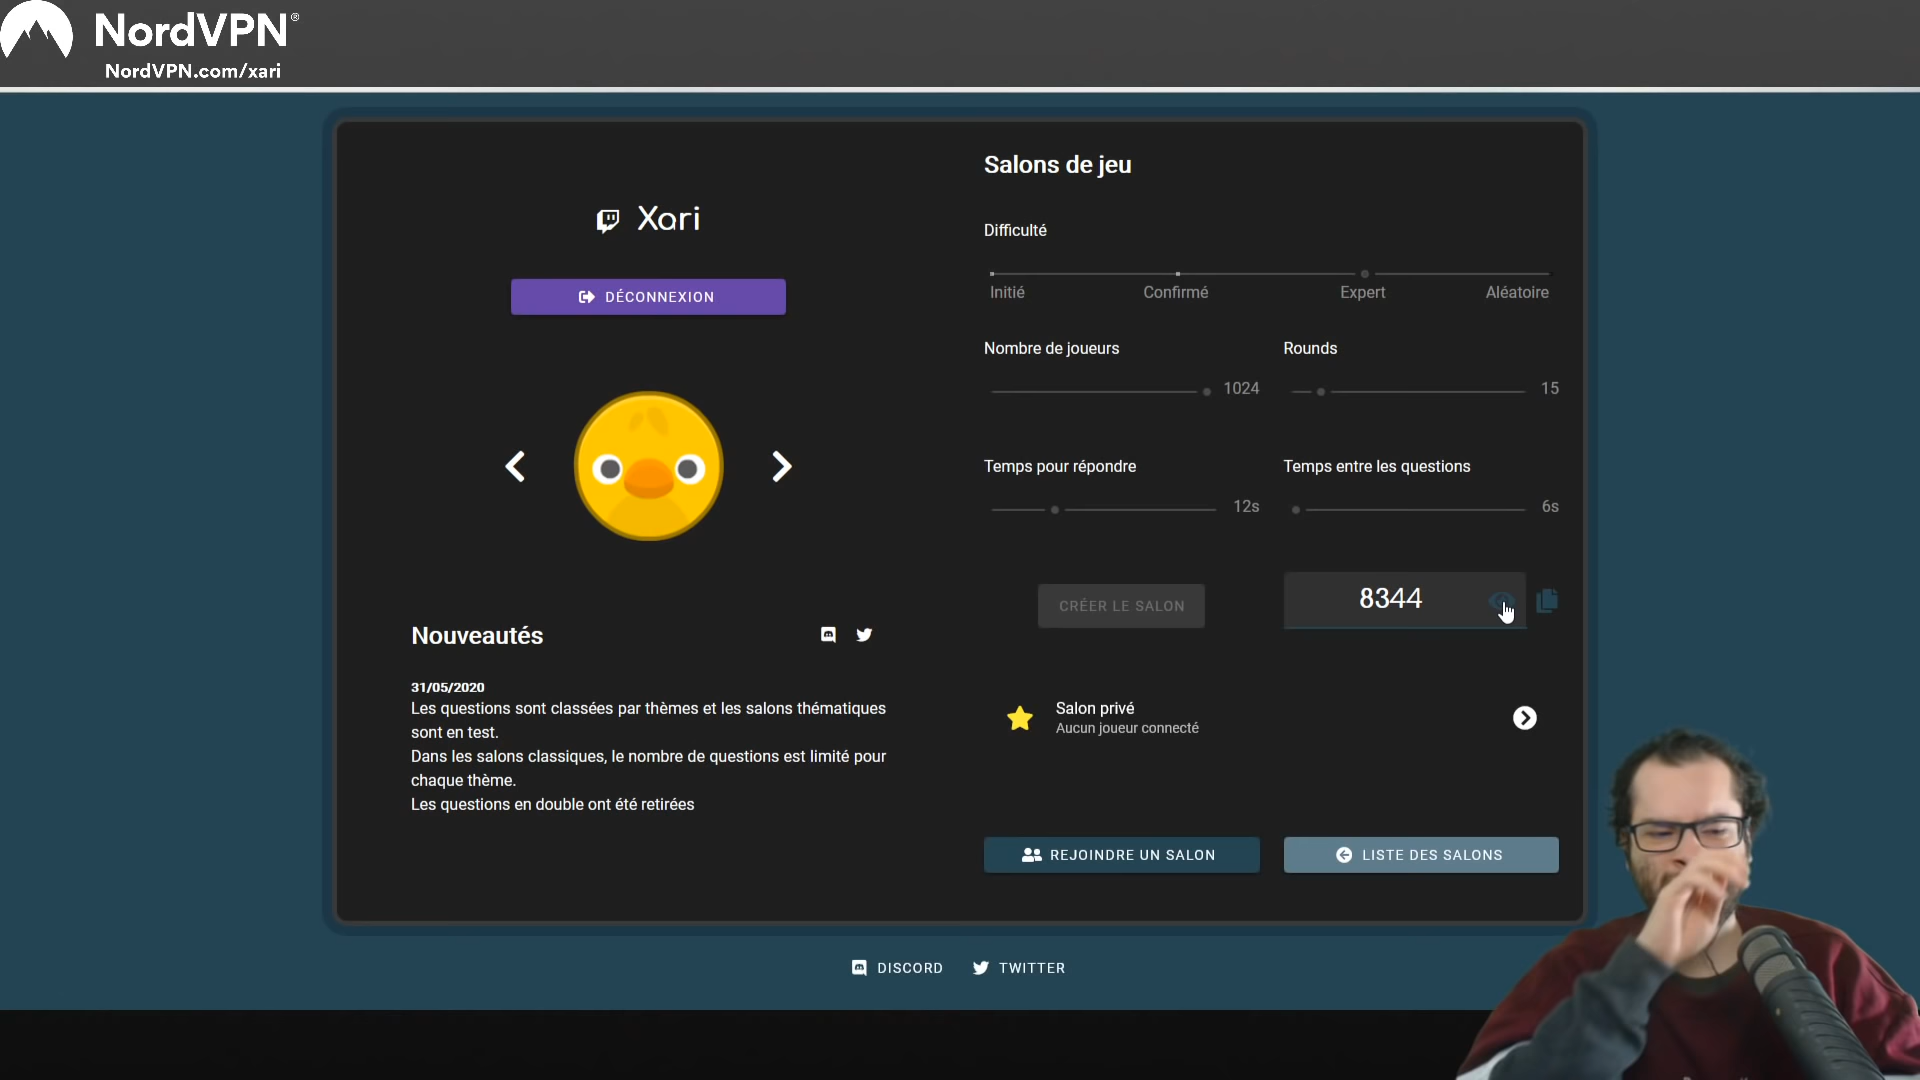 NordVPN®
NordVPN.com/xari
Xari
DÉCONNEXION
Nouveautés
31/05/2020
Les questions sont classées par thèmes et les salons thématiques
sont en test.
Dans les salons classiques, le nombre de questions est limité pour
chaque thème.
Les questions en double ont été retirées
Salons de jeu
Difficulté
Initié Confirmé Expert Aléatoire
Nombre de joueurs Rounds
1024 15
Temps pour répondre Temps entre les questions
12s 6s
CRÉER LE SALON 8344
Salon privé
Aucun joueur connecté
REJOINDRE UN SALON LISTE DES SALONS
DISCORD TWITTER